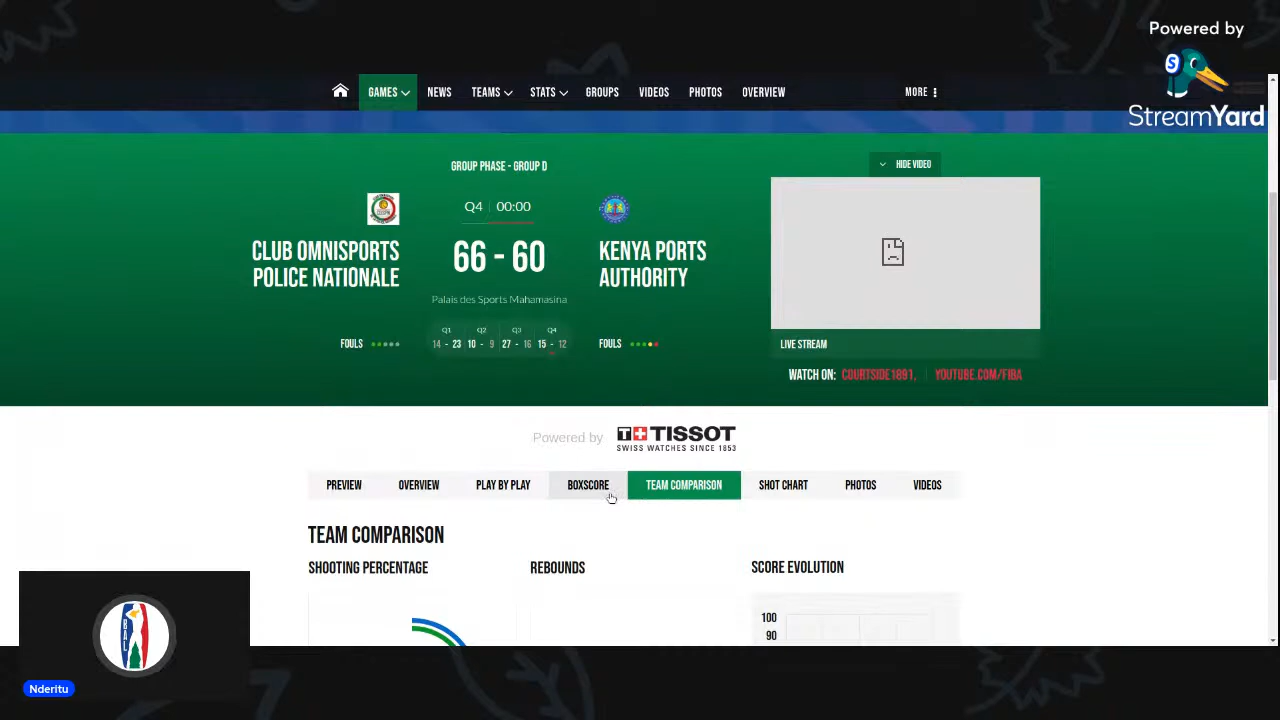 Powered by
StreamYard
GAMES NEWS TEAMS STATS GROUPS VIDEOS PHOTOS OVERVIEW MORE
GROUP PHASE - GROUP D
HIDE VIDEO
Q4 00:00
CLUB OMNISPORTS
POLICE NATIONALE
66 - 60
KENYA PORTS
AUTHORITY
Palais des Sports Mahamasina
Q1 Q2 Q3 Q4
14 - 23 10 - 9 27 - 16 15 - 12
FOULS
FOULS
LIVE STREAM
WATCH ON: COURTSIDE1891, YOUTUBE.COM/FIBA
Powered by TISSOT
SWISS WATCHES SINCE 1853
PREVIEW OVERVIEW PLAY BY PLAY BOXSCORE TEAM COMPARISON SHOT CHART PHOTOS VIDEOS
TEAM COMPARISON
SHOOTING PERCENTAGE REBOUNDS SCORE EVOLUTION
100
90
BAL
Nderitu